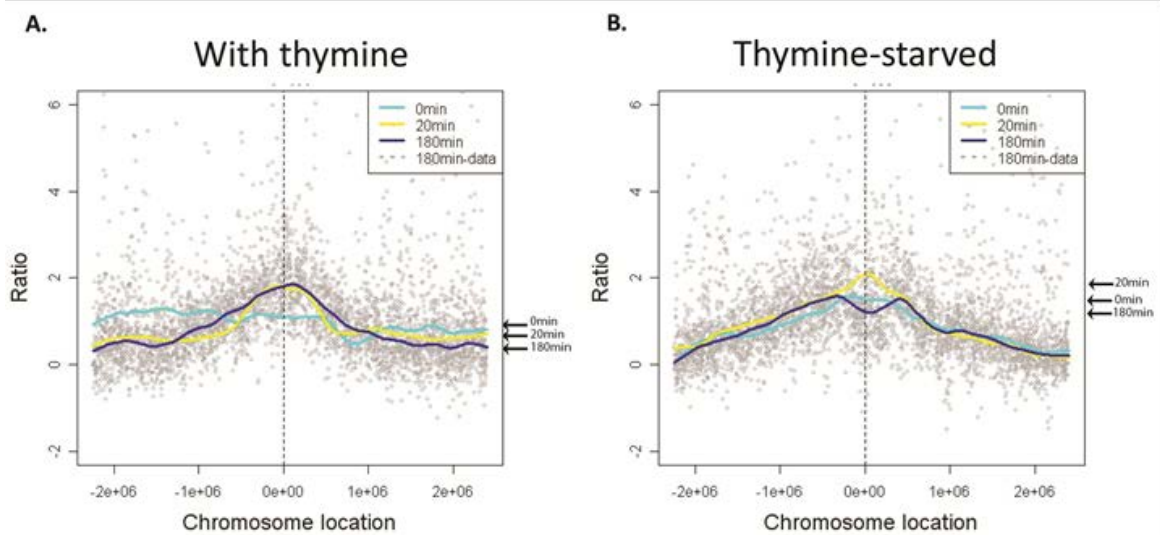 A.
With thymine
Ratio
6
4
2
0
-2
0min
20min
180min
180min-data
0min
20min
180min
-2e+06 -1e+06 0e+00 1e+06 2e+06
Chromosome location
B.
Thymine-starved
Ratio
6
4
2
0
-2
0min
20min
180min
180min-data
20min
0min
180min
-2e+06 -1e+06 0e+00 1e+06 2e+06
Chromosome location